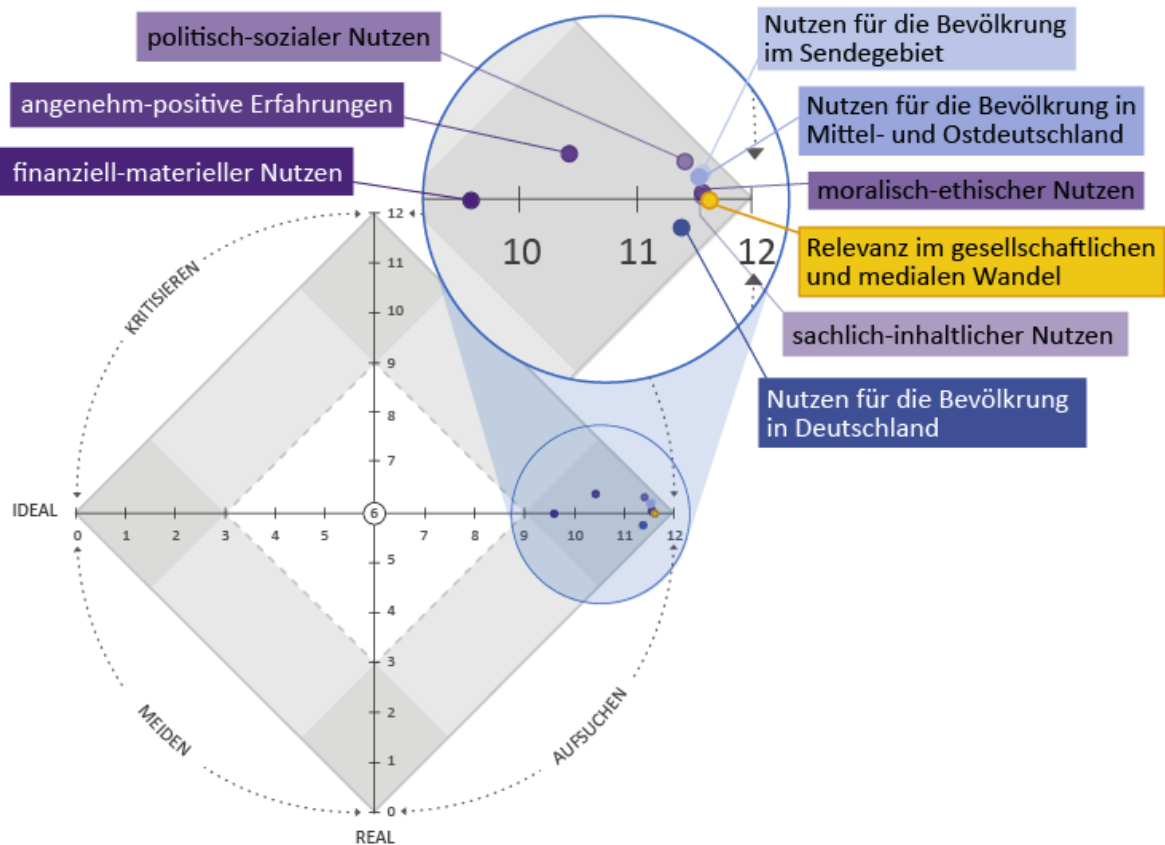 politisch-sozialer Nutzen
angenehm-positive Erfahrungen
finanziell-materieller Nutzen
Nutzen für die Bevölkrung
im Sendegebiet
Nutzen für die Bevölkrung in
Mittel- und Ostdeutschland
moralisch-ethischer Nutzen
Relevanz im gesellschaftlichen
und medialen Wandel
sachlich-inhaltlicher Nutzen
Nutzen für die Bevölkrung
in Deutschland
10 11 12
KRITISIEREN
12
11
10
9
8
7
IDEAL
6
0 1 2 3 4 5 7 8 9 10 11 12
5
4
3
2
1
0
MEIDEN
AUFSUCHEN
REAL